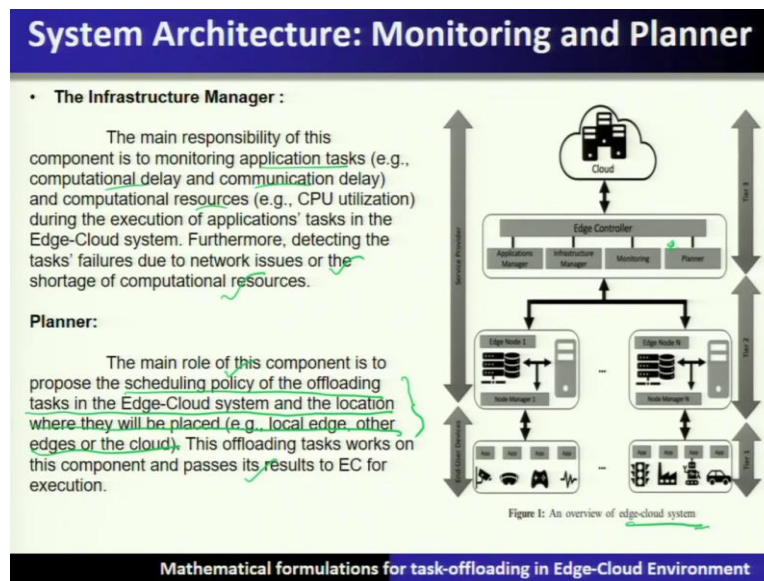 System Architecture: Monitoring and Planner
• The Infrastructure Manager :
The main responsibility of this
component is to monitoring application tasks (e.g.,
computational delay and communication delay)
and computational resources (e.g., CPU utilization)
during the execution of applications' tasks in the
Edge-Cloud system. Furthermore, detecting the
tasks' failures due to network issues or the
shortage of computational resources.
Planner:
The main role of this component is to
propose the scheduling policy of the offloading
tasks in the Edge-Cloud system and the location
where they will be placed (e.g., local edge, other
edges or the cloud). This offloading tasks works on
this component and passes its results to EC for
execution.
Cloud
Edge Controller
Applications Manager
Infrastructure Manager
Monitoring
Planner
Service Provider
Tier 3
Edge Node 1
Edge Node N
...
Node Manager 1
Node Manager N
Tier 2
End-User Devices
App App App App
...
App App App App
Tier 1
Figure 1: An overview of edge-cloud system
Mathematical formulations for task-offloading in Edge-Cloud Environment